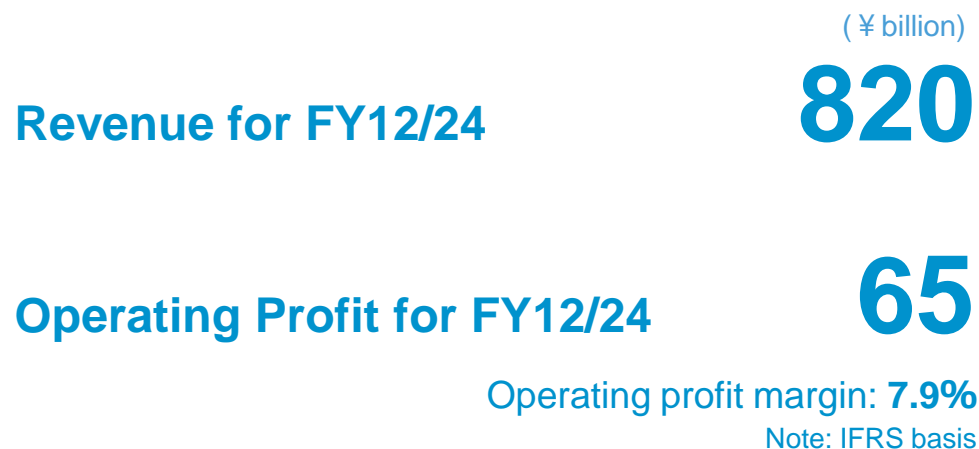 ( ¥ billion)
Revenue for FY12/24 820
Operating Profit for FY12/24 65
Operating profit margin: 7.9%
Note: IFRS basis